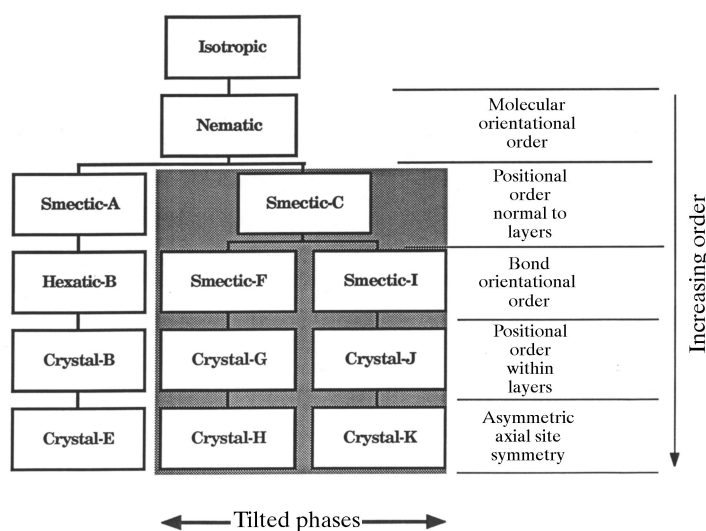 Isotropic
Nematic
Molecular
orientational
order
Smectic-A
Smectic-C
Positional
order
normal to
layers
Hexatic-B
Smectic-F
Smectic-I
Bond
orientational
order
Crystal-B
Crystal-G
Crystal-J
Positional
order
within
layers
Crystal-E
Crystal-H
Crystal-K
Asymmetric
axial site
symmetry
Increasing order
Tilted phases